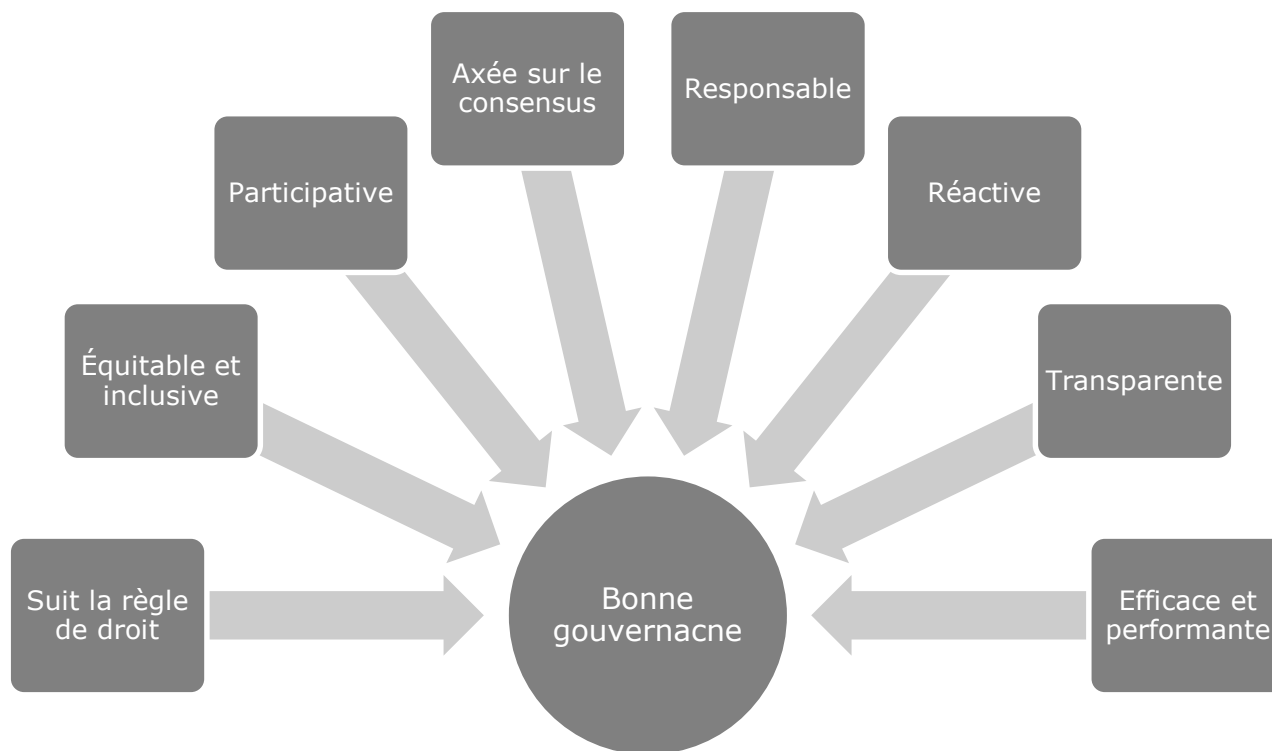 Axée sur le
consensus
Responsable
Participative
Réactive
Équitable et
inclusive
Transparente
Suit la règle
de droit
Bonne
gouvernacne
Efficace et
performante